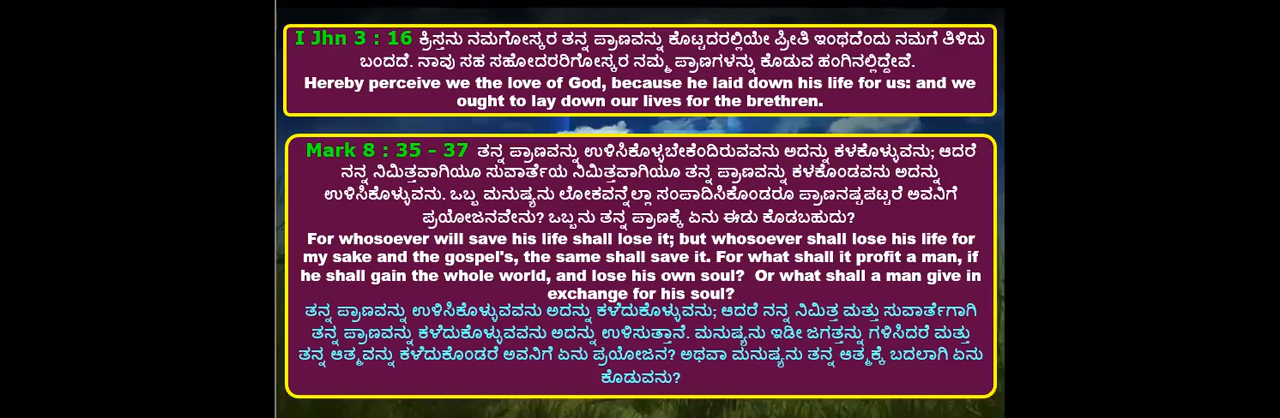 I Jhn 3 : 16 ಕ್ರಿಸ್ತನು ನಮಗೋಸ್ಕರ ತನ್ನ ಪ್ರಾಣವನ್ನು ಕೊಟ್ಟದರಲ್ಲಿಯೇ ಪ್ರೀತಿ ಇಂಥದೆಂದು ನಮಗೆ ತಿಳಿದು
ಬಂದದೆ. ನಾವು ಸಹ ಸಹೋದರರಿಗೋಸ್ಕರ ನಮ್ಮ ಪ್ರಾಣಗಳನ್ನು ಕೊಡುವ ಹಂಗಿನಲ್ಲಿದ್ದೇವೆ.
Hereby perceive we the love of God, because he laid down his life for us: and we
ought to lay down our lives for the brethren.
Mark 8 : 35 – 37 ತನ್ನ ಪ್ರಾಣವನ್ನು ಉಳಿಸಿಕೊಳ್ಳಬೇಕೆಂದಿರುವವನು ಅದನ್ನು ಕಳಕೊಳ್ಳುವನು; ಆದರೆ
ನನ್ನ ನಿಮಿತ್ತವಾಗಿಯೂ ಸುವಾರ್ತೆಯ ನಿಮಿತ್ತವಾಗಿಯೂ ತನ್ನ ಪ್ರಾಣವನ್ನು ಕಳಕೊಂಡವನು ಅದನ್ನು
ಉಳಿಸಿಕೊಳ್ಳುವನು. ಒಬ್ಬ ಮನುಷ್ಯನು ಲೋಕವನ್ನೆಲ್ಲಾ ಸಂಪಾದಿಸಿಕೊಂಡರೂ ಪ್ರಾಣನಷ್ಟಪಟ್ಟರೆ ಅವನಿಗೆ
ಪ್ರಯೋಜನವೇನು? ಒಬ್ಬನು ತನ್ನ ಪ್ರಾಣಕ್ಕೆ ಏನು ಈಡು ಕೊಡಬಹುದು?
For whosoever will save his life shall lose it; but whosoever shall lose his life for
my sake and the gospel's, the same shall save it. For what shall it profit a man, if
he shall gain the whole world, and lose his own soul?  Or what shall a man give in
exchange for his soul?
ತನ್ನ ಪ್ರಾಣವನ್ನು ಉಳಿಸಿಕೊಳ್ಳುವವನು ಅದನ್ನು ಕಳೆದುಕೊಳ್ಳುವನು; ಆದರೆ ನನ್ನ ನಿಮಿತ್ತ ಮತ್ತು ಸುವಾರ್ತೆಗಾಗಿ
ತನ್ನ ಪ್ರಾಣವನ್ನು ಕಳೆದುಕೊಳ್ಳುವವನು ಅದನ್ನು ಉಳಿಸುತ್ತಾನೆ. ಮನುಷ್ಯನು ಇಡೀ ಜಗತ್ತನ್ನು ಗಳಿಸಿದರೆ ಮತ್ತು
ತನ್ನ ಆತ್ಮವನ್ನು ಕಳೆದುಕೊಂಡರೆ ಅವನಿಗೆ ಏನು ಪ್ರಯೋಜನ? ಅಥವಾ ಮನುಷ್ಯನು ತನ್ನ ಆತ್ಮಕ್ಕೆ ಬದಲಾಗಿ ಏನು
ಕೊಡುವನು?